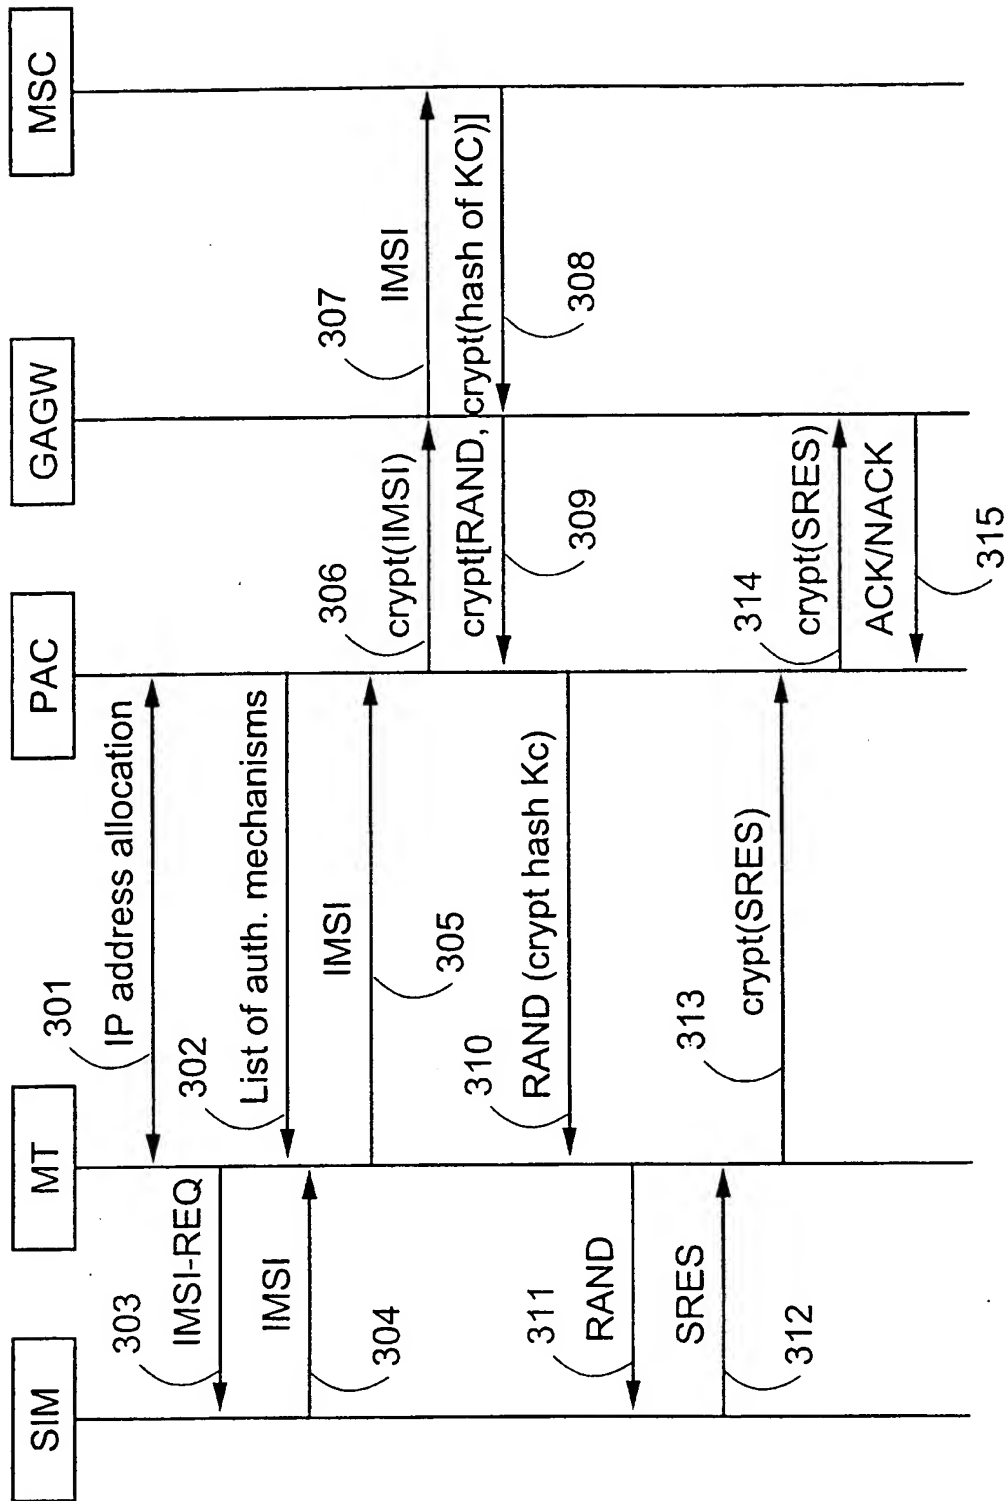 SIM
MT
PAC
GAGW
MSC
301
IP address allocation
303
IMSI-REQ
302
List of auth. mechanisms
IMSI
304
IMSI
305
306
crypt(IMSI)
307
IMSI
crypt[RAND, crypt(hash of KC)]
308
309
310
RAND (crypt hash Kc)
311
RAND
SRES
312
313
crypt(SRES)
314
crypt(SRES)
ACK/NACK
315